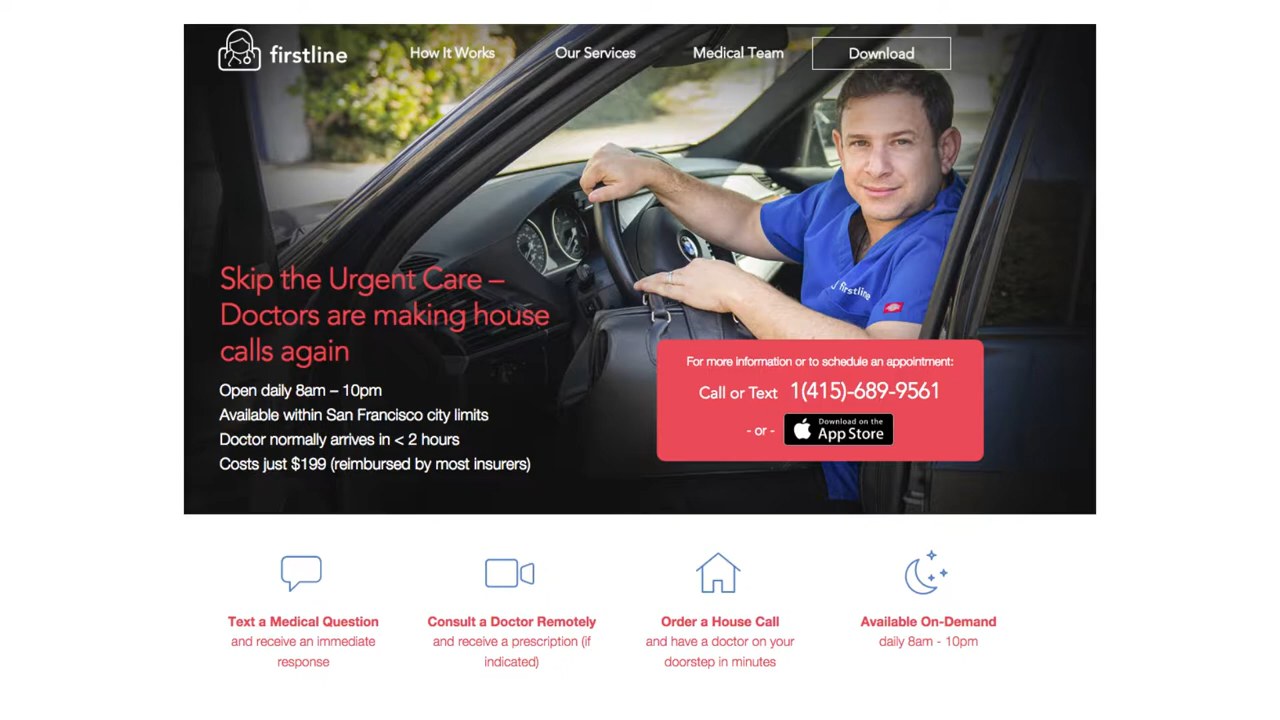 firstline
How It Works
Our Services
Medical Team
Download
firstline
Skip the Urgent Care –
Doctors are making house
calls again
Open daily 8am – 10pm
Available within San Francisco city limits
Doctor normally arrives in < 2 hours
Costs just $199 (reimbursed by most insurers)
For more information or to schedule an appointment:
Call or Text 1(415)-689-9561
- or -
Download on the
App Store
Text a Medical Question
and receive an immediate
response
Consult a Doctor Remotely
and receive a prescription (if
indicated)
Order a House Call
and have a doctor on your
doorstep in minutes
Available On-Demand
daily 8am - 10pm